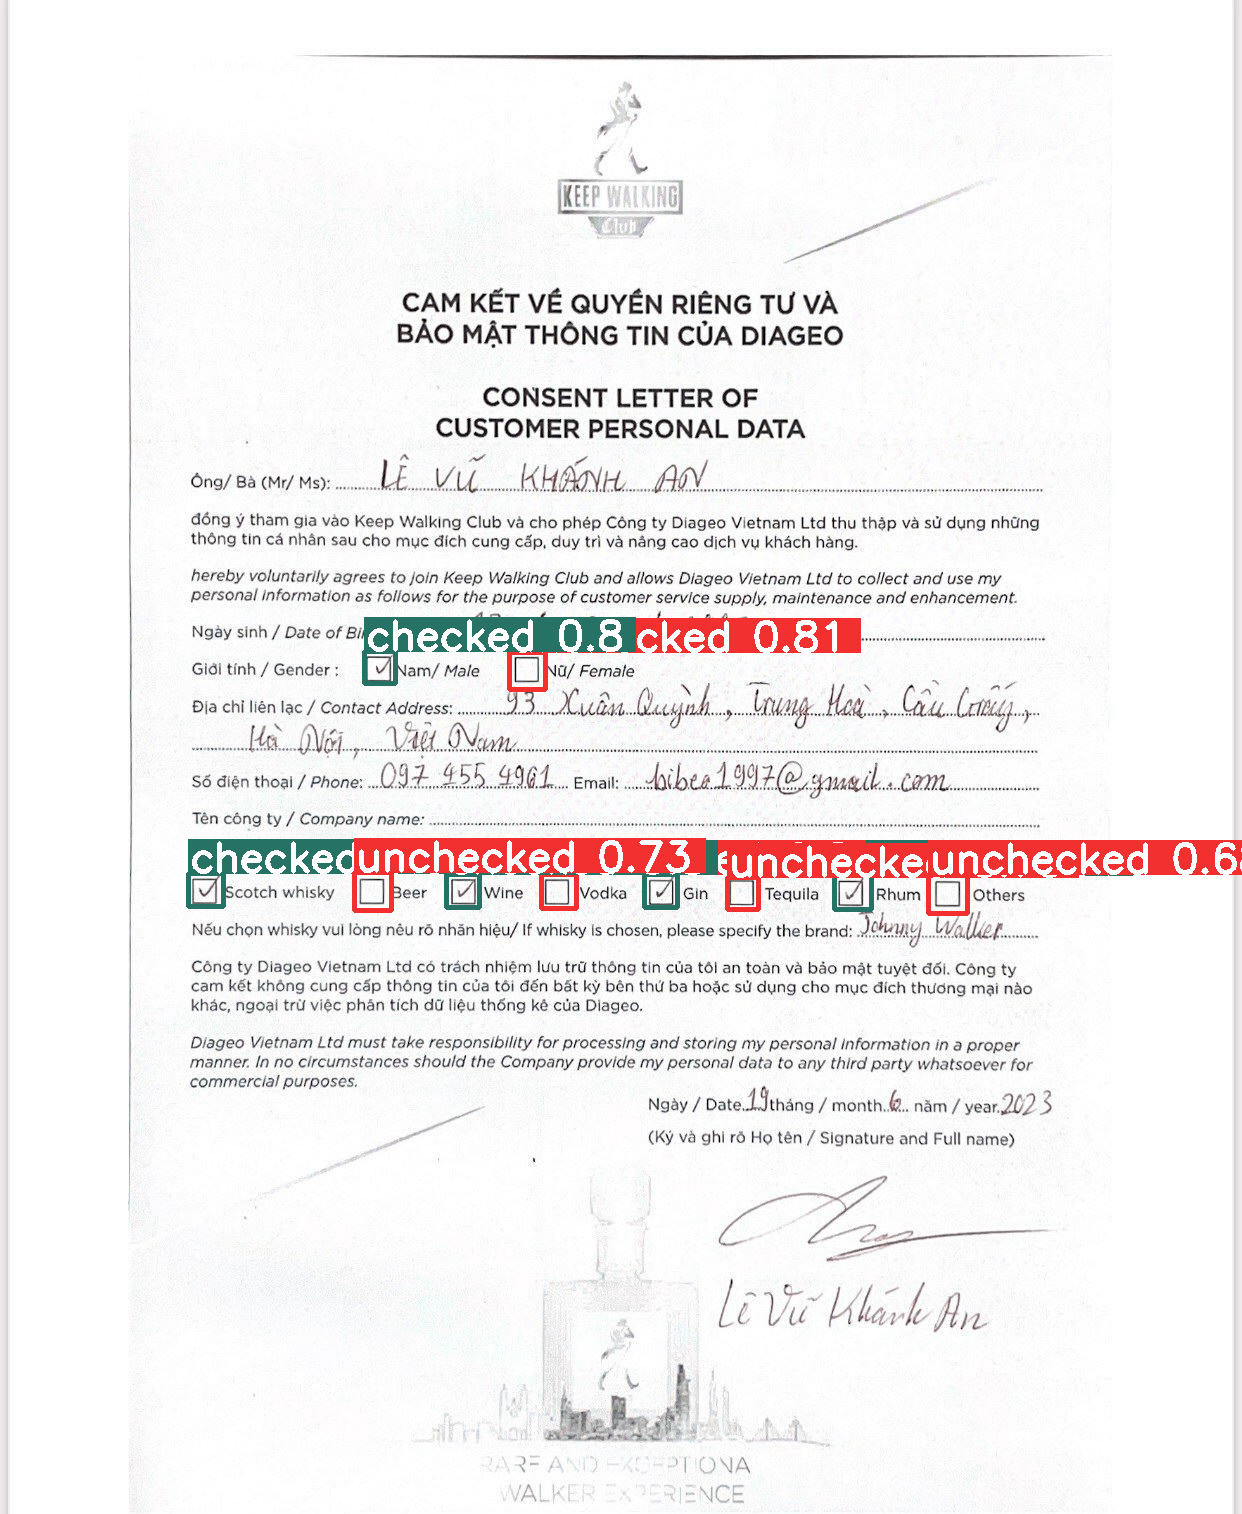 KEEP WALKING
Club
CAM KẾT VỀ QUYỀN RIÊNG TƯ VÀ
BẢO MẬT THÔNG TIN CỦA DIAGEO
CONSENT LETTER OF
CUSTOMER PERSONAL DATA
Ông/ Bà (Mr/ Ms): LÊ VŨ KHÁNH AN
đồng ý tham gia vào Keep Walking Club và cho phép Công ty Diageo Vietnam Ltd thu thập và sử dụng những
thông tin cá nhân sau cho mục đích cung cấp, duy trì và nâng cao dịch vụ khách hàng.
hereby voluntarily agrees to join Keep Walking Club and allows Diageo Vietnam Ltd to collect and use my
personal information as follows for the purpose of customer service supply, maintenance and enhancement.
Ngày sinh / Date of Bi
checked 0.8 cked 0.81
Giới tính / Gender : Nam/ Male Nữ/ Female
Địa chỉ liên lạc / Contact Address: 93 Xuân Quỳnh, Trung Hoà, Cầu Giấy,
Hà Nội, Việt Nam
Số điện thoại / Phone: 097 455 4961 Email: bibea1997@gmail.com
Tên công ty / Company name:
checked unchecked 0.73 unchecke unchecked 0.6
Scotch whisky Beer Wine Vodka Gin Tequila Rhum Others
Nếu chọn whisky vui lòng nêu rõ nhãn hiệu/ If whisky is chosen, please specify the brand: Johnny Walker
Công ty Diageo Vietnam Ltd có trách nhiệm lưu trữ thông tin của tôi an toàn và bảo mật tuyệt đối. Công ty
cam kết không cung cấp thông tin của tôi đến bất kỳ bên thứ ba hoặc sử dụng cho mục đích thương mại nào
khác, ngoại trừ việc phân tích dữ liệu thống kê của Diageo.
Diageo Vietnam Ltd must take responsibility for processing and storing my personal information in a proper
manner. In no circumstances should the Company provide my personal data to any third party whatsoever for
commercial purposes.
Ngày / Date 19 tháng / month 6 năm / year 2023
(Ký và ghi rõ Họ tên / Signature and Full name)
Lê Vũ Khánh An
RARE AND EXCEPTIONA
WALKER EXPERIENCE